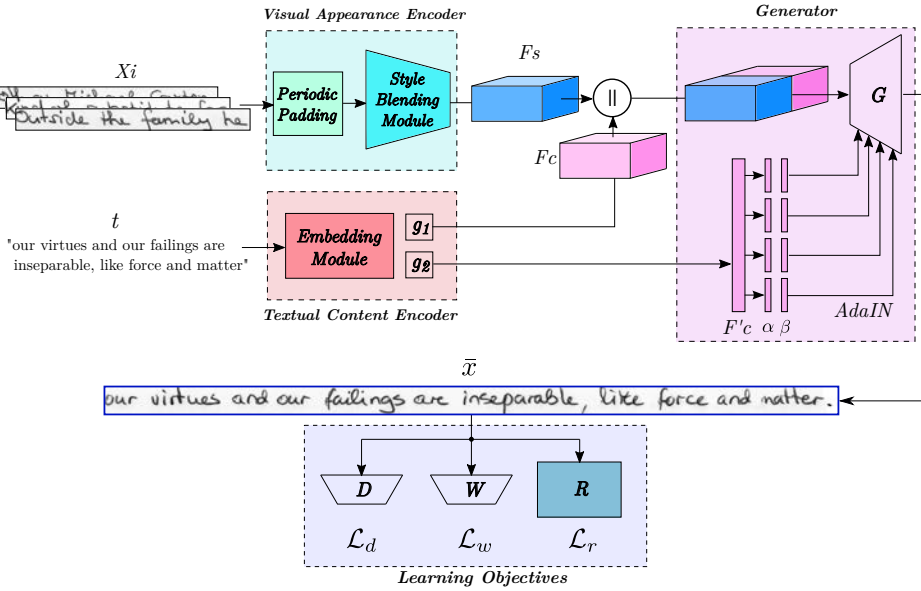 Visual Appearance Encoder
Generator
Xi
Outside the family he
Periodic
Padding
Style
Blending
Module
Fs
||
G
Fc
t
"our virtues and our failings are
inseparable, like force and matter"
Embedding
Module
g1
g2
Textual Content Encoder
F'c α β
AdaIN
x̅
our virtues and our failings are inseparable, like force and matter.
D
W
R
ℒd
ℒw
ℒr
Learning Objectives